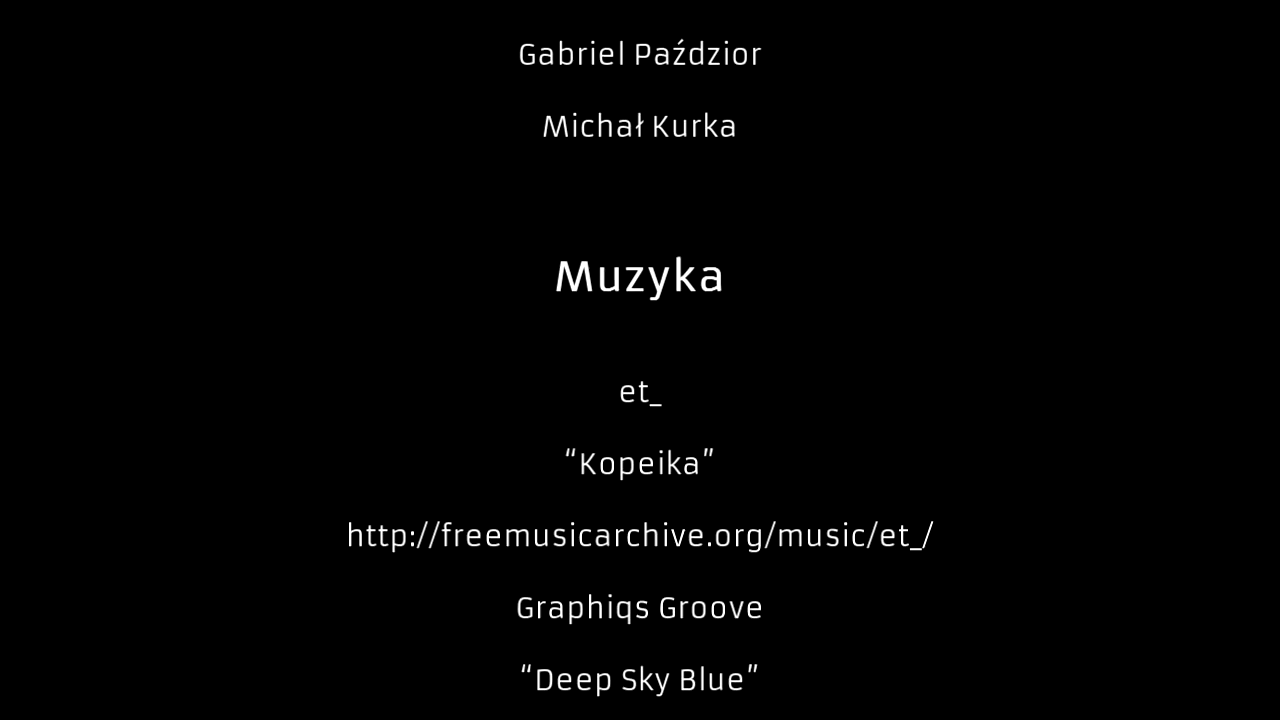 Gabriel Paździor
Michał Kurka
Muzyka
et_
“Kopeika”
http://freemusicarchive.org/music/et_/
Graphiqs Groove
“Deep Sky Blue”